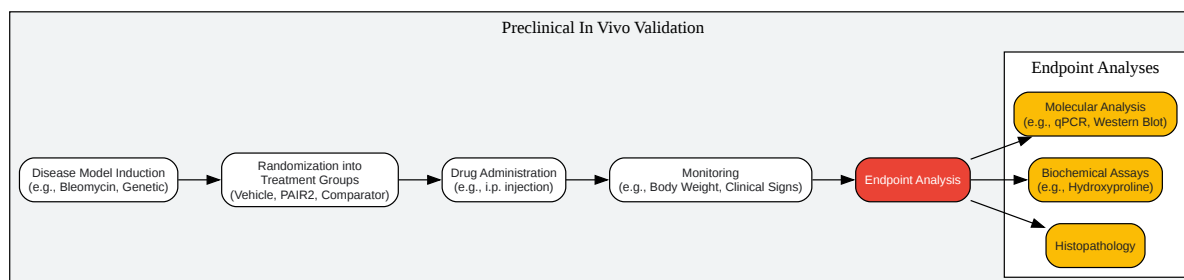 Preclinical In Vivo Validation
Endpoint Analyses
Disease Model Induction
(e.g., Bleomycin, Genetic)
Randomization into
Treatment Groups
(Vehicle, PAIR2, Comparator)
Drug Administration
(e.g., i.p. injection)
Monitoring
(e.g., Body Weight, Clinical Signs)
Endpoint Analysis
Molecular Analysis
(e.g., qPCR, Western Blot)
Biochemical Assays
(e.g., Hydroxyproline)
Histopathology